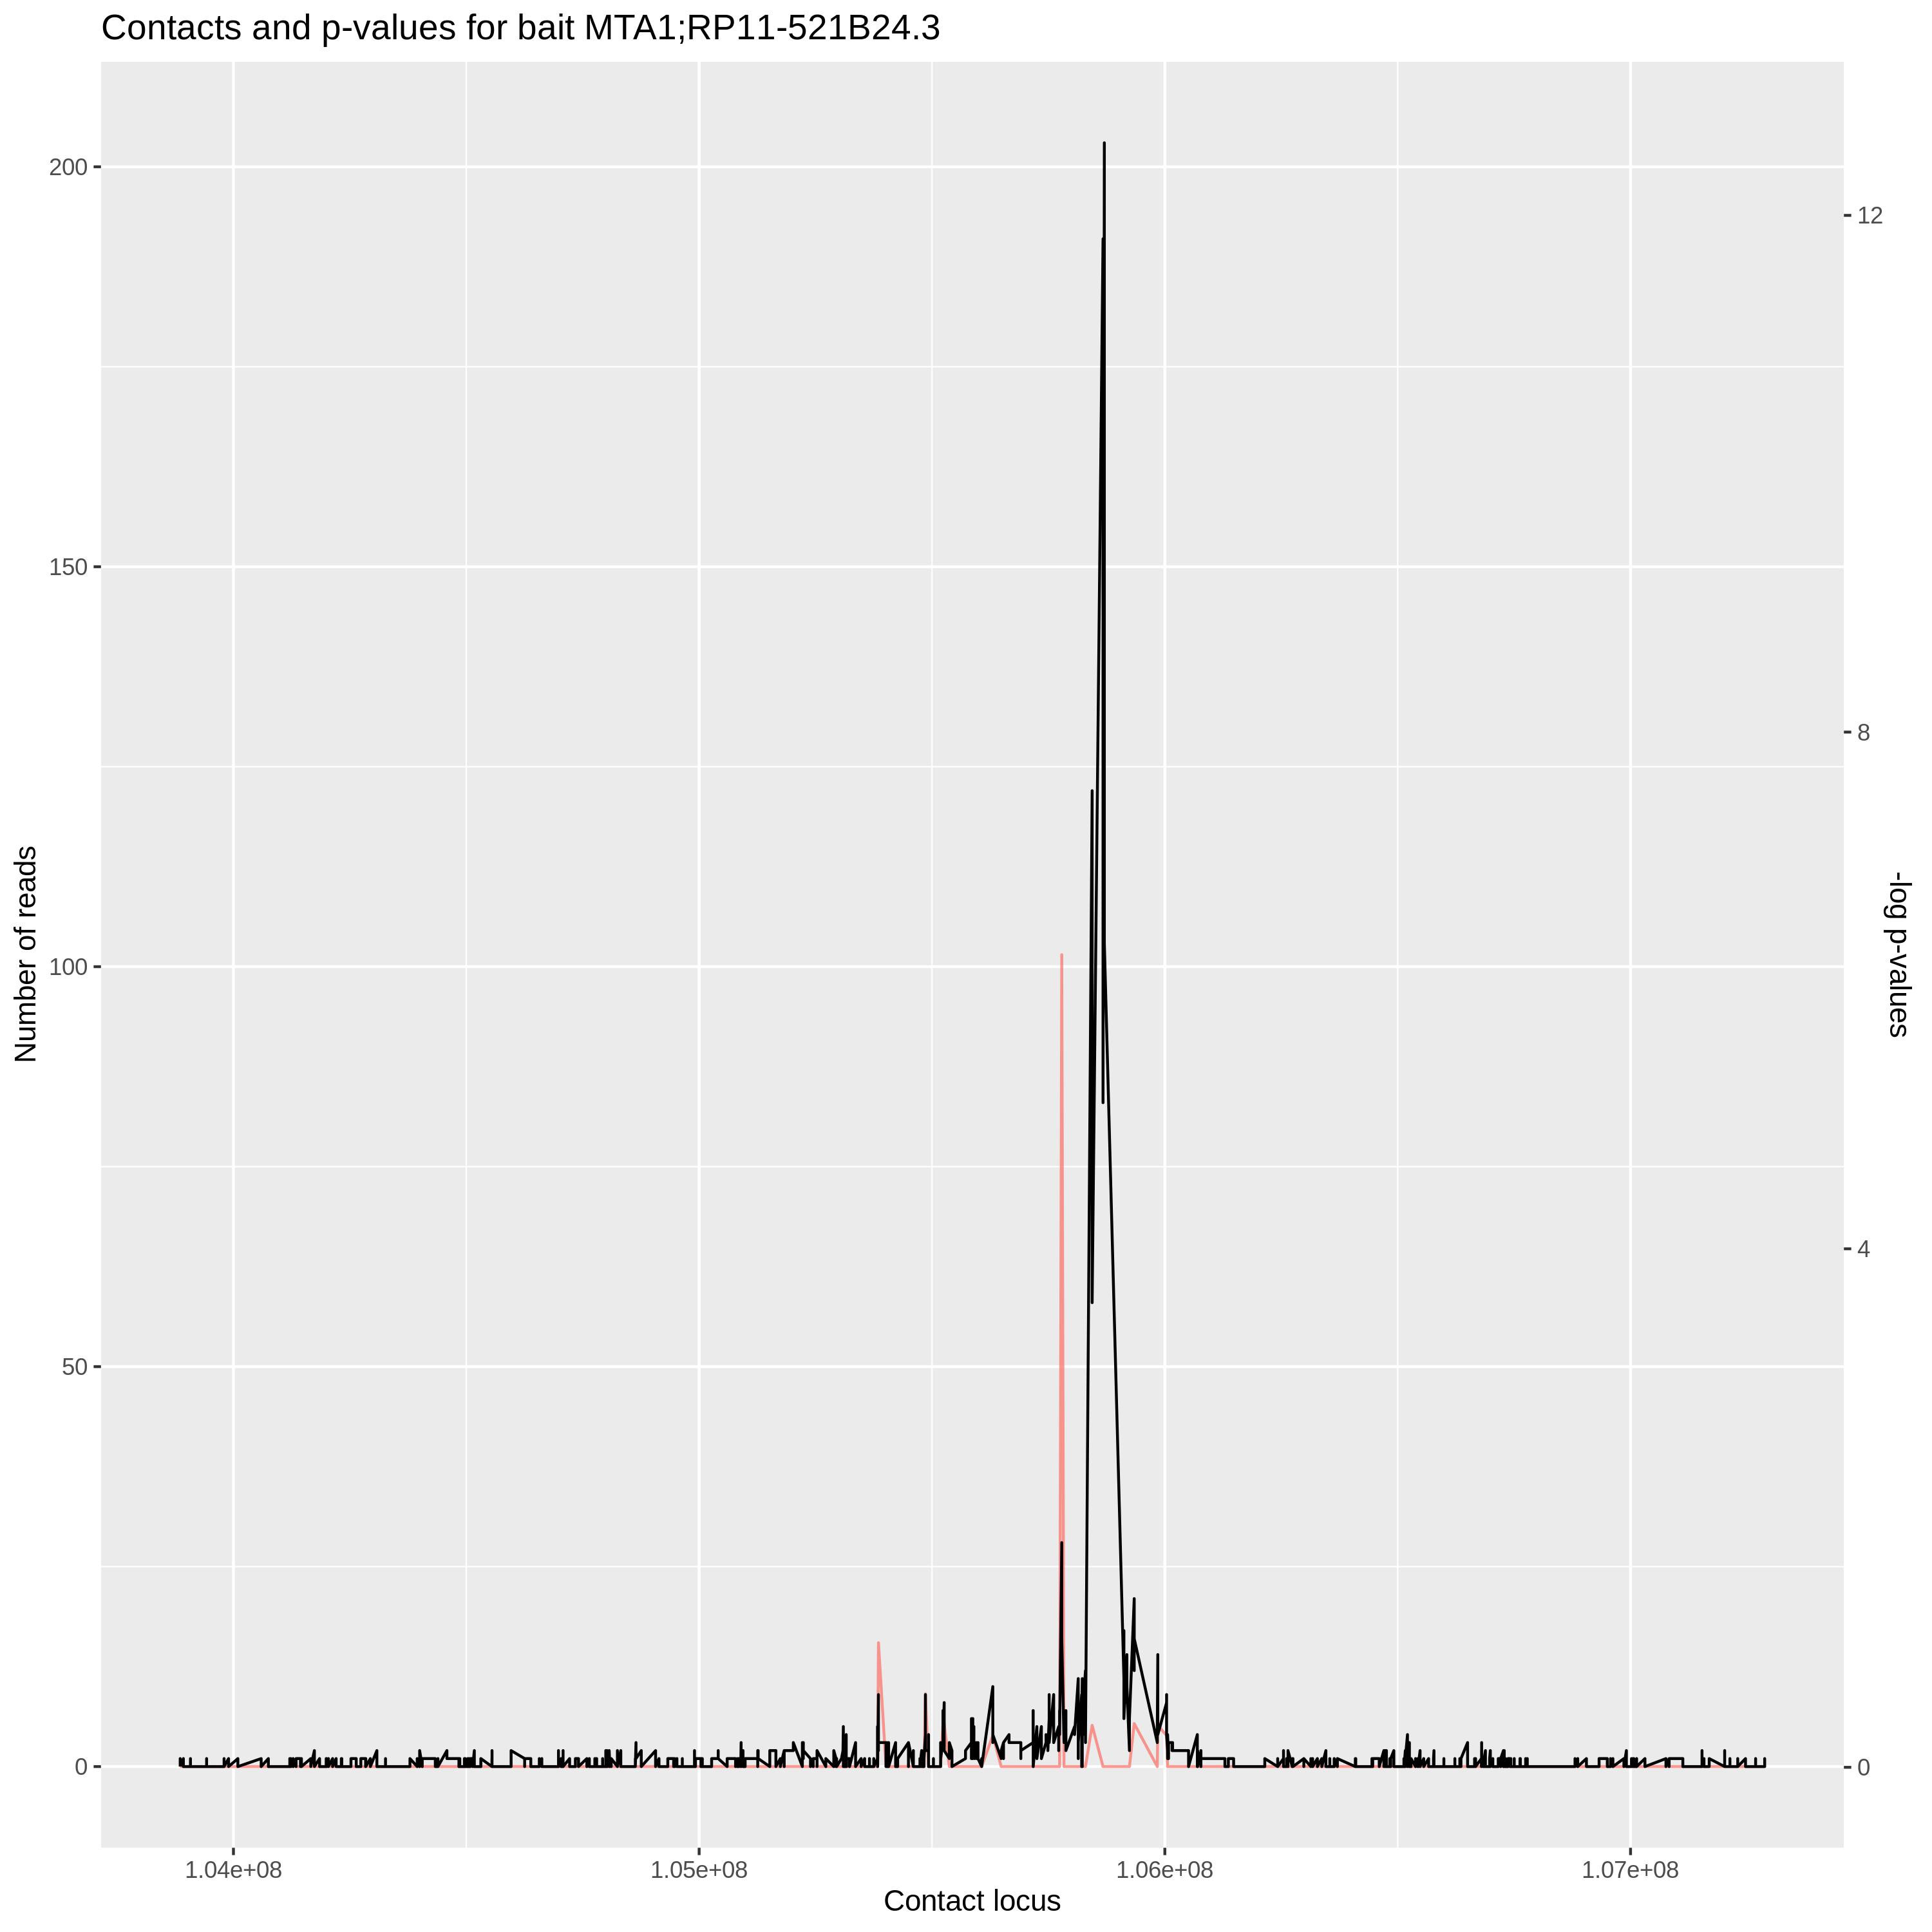 Contacts and p-values for bait MTA1;RP11-521B24.3
200
150
100
50
0
Number of reads
12
8
4
0
-log p-values
1.04e+08
1.05e+08
1.06e+08
1.07e+08
Contact locus